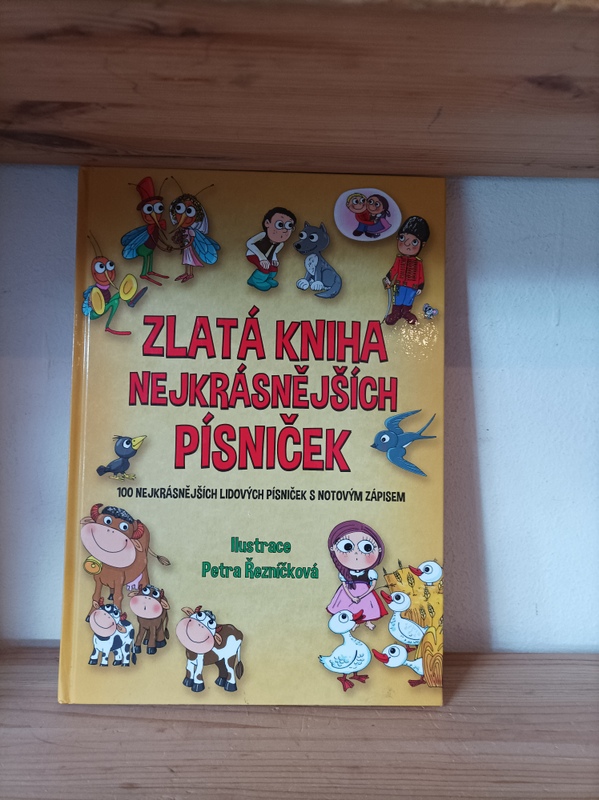 ZLATÁ KNIHA
NEJKRÁSNĚJŠÍCH
PÍSNIČEK
100 NEJKRÁSNĚJŠÍCH LIDOVÝCH PÍSNIČEK S NOTOVÝM ZÁPISEM
Ilustrace
Petra Řezníčková